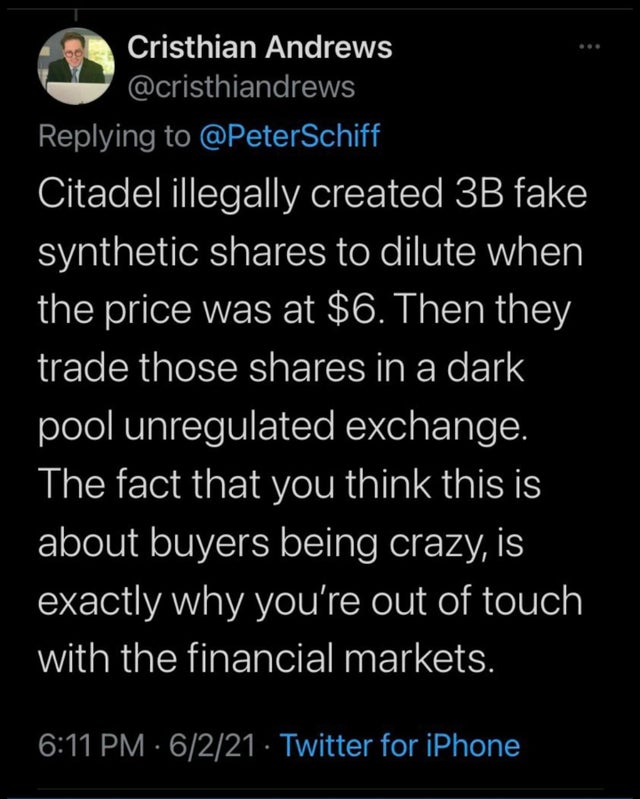 Cristhian Andrews
@cristhiandrews
Replying to @PeterSchiff
Citadel illegally created 3B fake
synthetic shares to dilute when
the price was at $6. Then they
trade those shares in a dark
pool unregulated exchange.
The fact that you think this is
about buyers being crazy, is
exactly why you're out of touch
with the financial markets.
6:11 PM · 6/2/21 · Twitter for iPhone